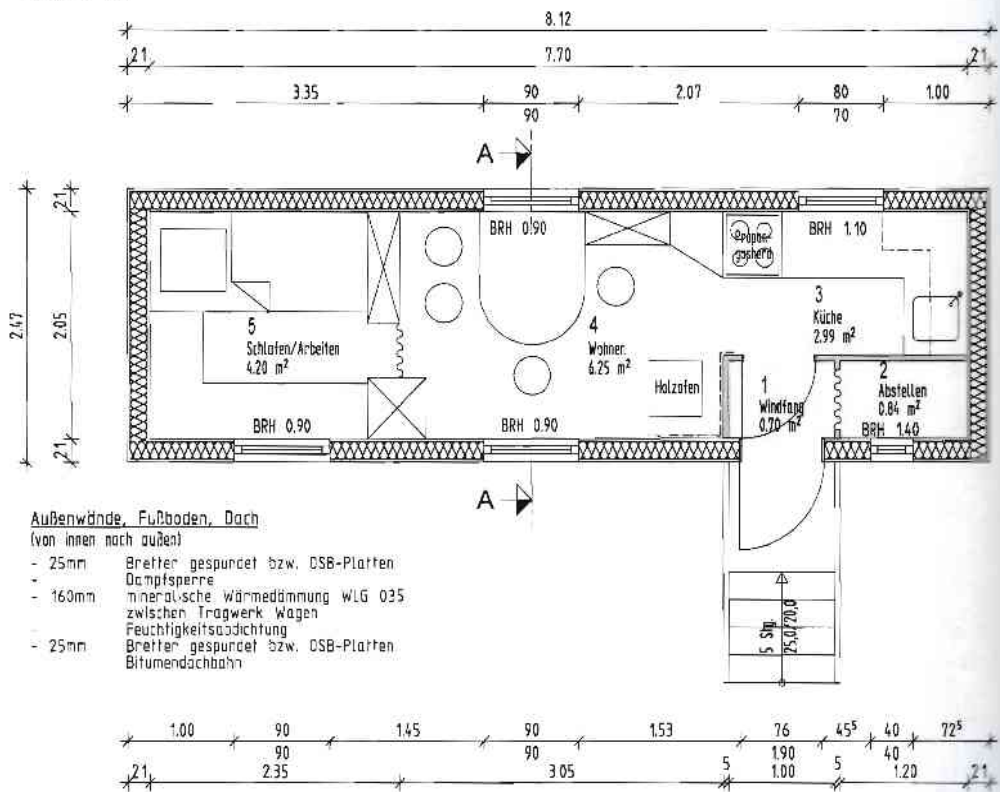 8.12
21 7.70 21
3.35 90 2.07 80 1.00
90 70
A
21
2.47 2.05
21
BRH 0.90
BRH 1.10
Propan-
gasherd
5
Schlafen/Arbeiten
4.20 m²
4
Wohnen
6.25 m²
3
Küche
2.99 m²
Holzofen
1
Windfang
0.70 m²
2
Abstellen
0.84 m²
BRH 0.90
BRH 0.90
BRH 1.40
A
Außenwände, Fußboden, Dach
(von innen nach außen)
- 25mm Bretter gespundet bzw. OSB-Platten
- Dampfsperre
- 160mm mineralische Wärmedämmung WLG 035
zwischen Tragwerk Wagen
- Feuchtigkeitsabdichtung
- 25mm Bretter gespundet bzw. OSB-Platten
Bitumendachbahn
5 Stg.
25,0/20,0
1.00 90 1.45 90 1.53 76 45⁵ 40 72⁵
90 90 1.90 40
21 2.35 3.05 5 1.00 5 1.20 21